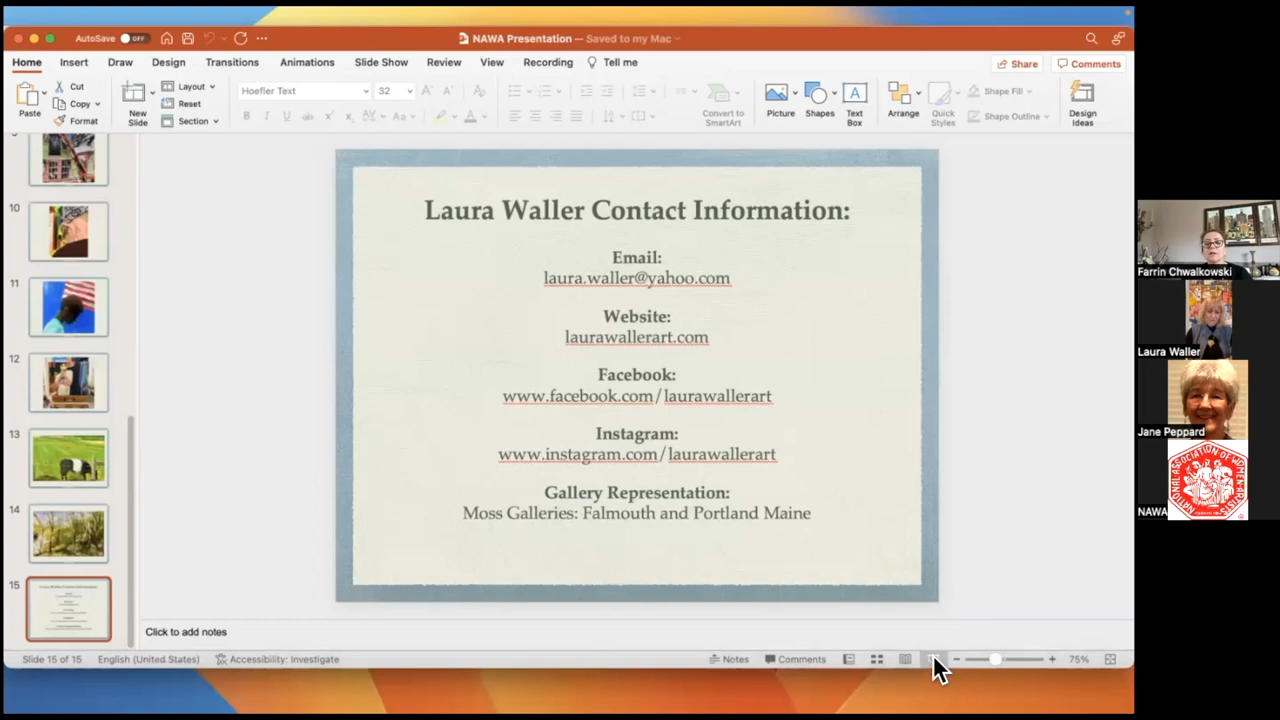 AutoSave OFF
NAWA Presentation — Saved to my Mac
Home Insert Draw Design Transitions Animations Slide Show Review View Recording Tell me
Share Comments
Paste
Cut
Copy
Format
New Slide
Layout
Reset
Section
Hoefler Text 32
Convert to SmartArt
Picture
Shapes
Text Box
Arrange
Quick Styles
Shape Fill
Shape Outline
Design Ideas
10
11
12
13
14
15
Laura Waller Contact Information:
Email:
laura.waller@yahoo.com
Website:
laurawallerart.com
Facebook:
www.facebook.com/laurawallerart
Instagram:
www.instagram.com/laurawallerart
Gallery Representation:
Moss Galleries: Falmouth and Portland Maine
Click to add notes
Slide 15 of 15 English (United States) Accessibility: Investigate Notes Comments 75%
Farrin Chwalkowski
Laura Waller
Jane Peppard
NATIONAL ASSOCIATION OF WOMEN ARTISTS
NAWA